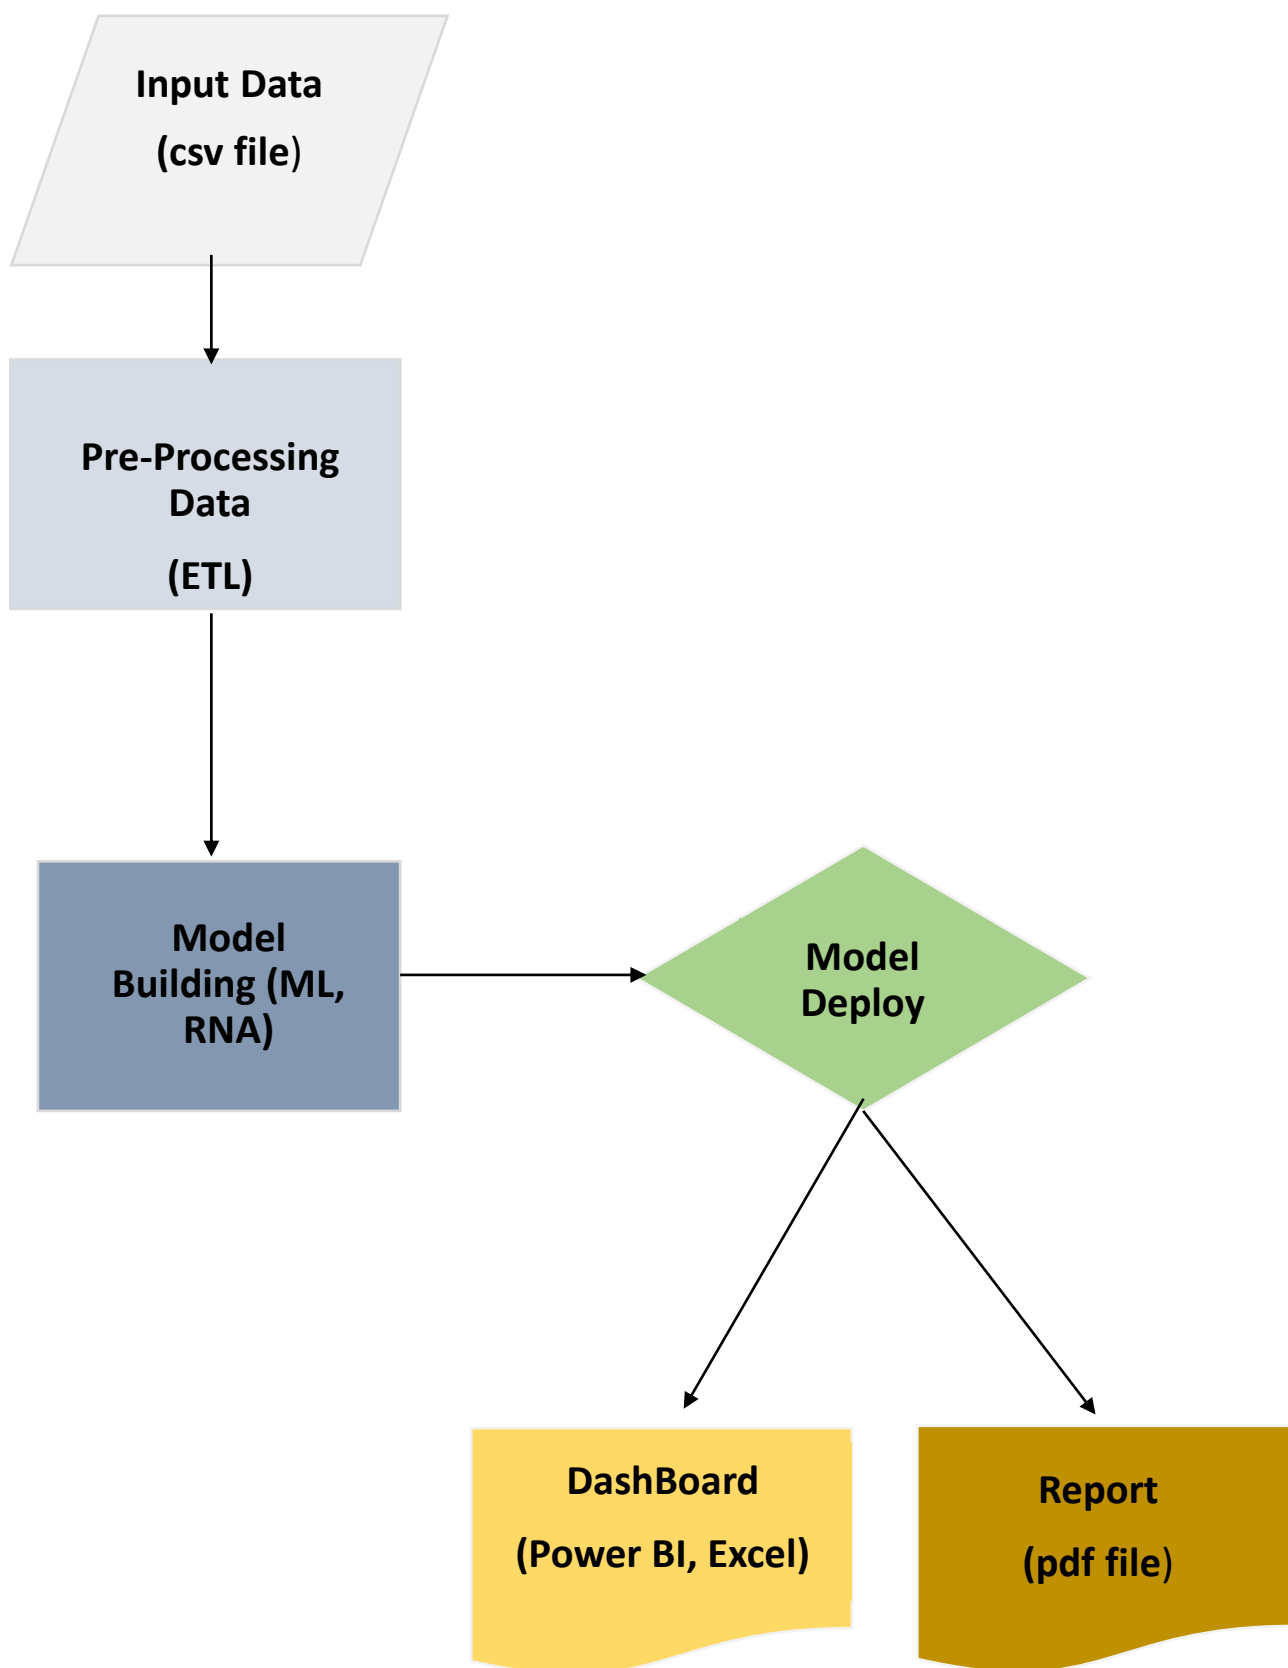 Input Data
(csv file)
Pre-Processing
Data
(ETL)
Model
Building (ML,
RNA)
Model
Deploy
DashBoard
(Power BI, Excel)
Report
(pdf file)